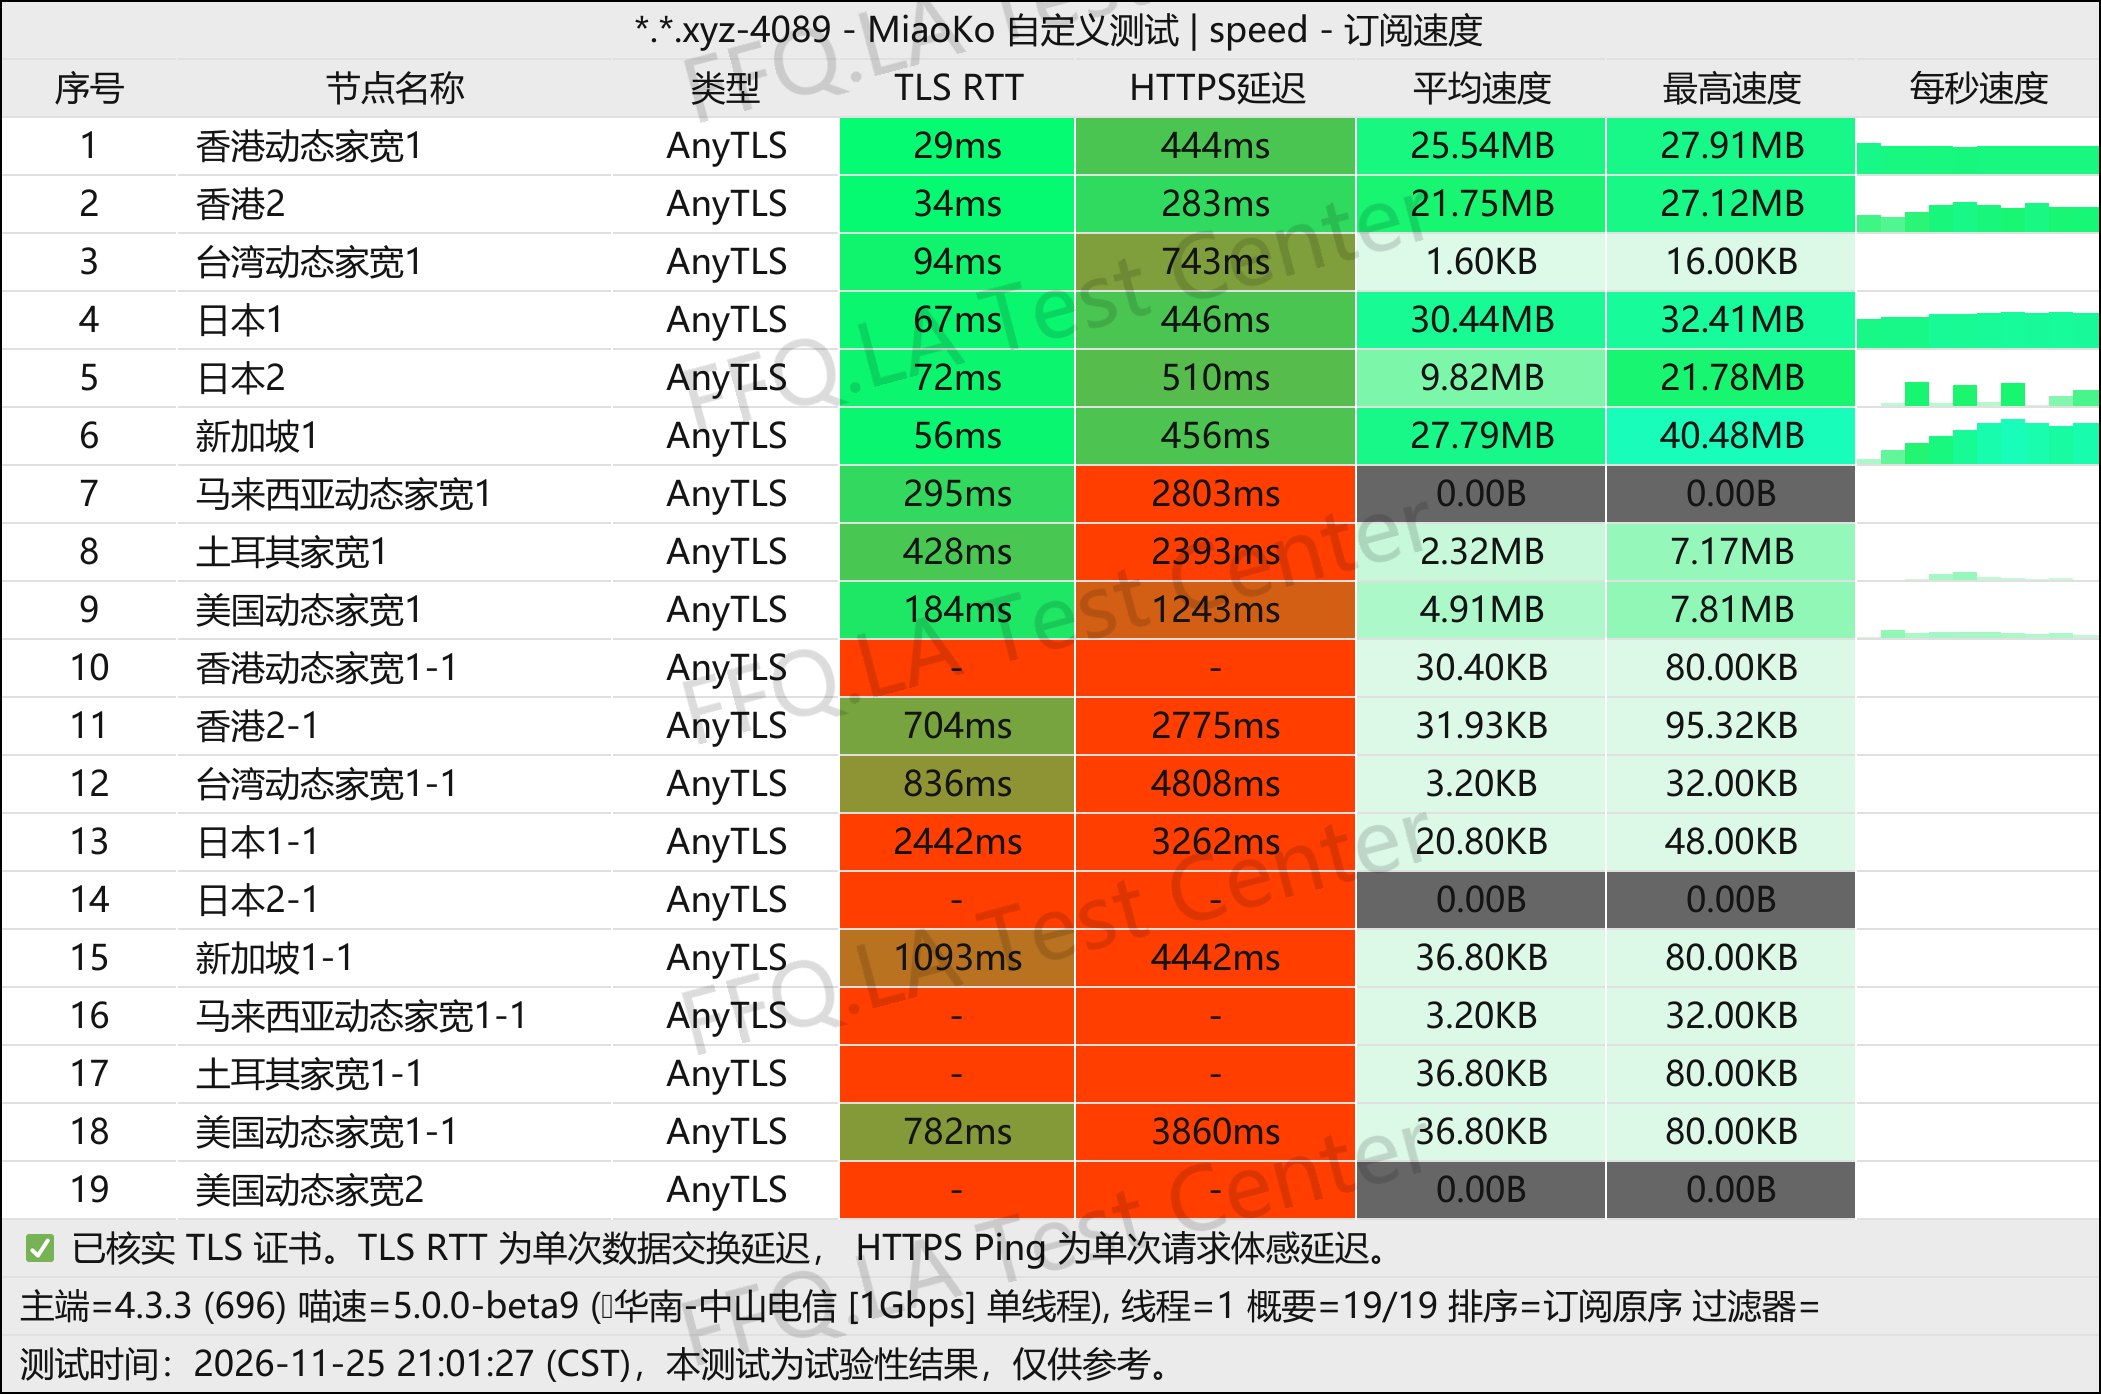 *.*.xyz-4089 - MiaoKo 自定义测试 | speed - 订阅速度
序号 节点名称 类型 TLS RTT HTTPS延迟 平均速度 最高速度 每秒速度
1 香港动态家宽1 AnyTLS 29ms 444ms 25.54MB 27.91MB
2 香港2 AnyTLS 34ms 283ms 21.75MB 27.12MB
3 台湾动态家宽1 AnyTLS 94ms 743ms 1.60KB 16.00KB
4 日本1 AnyTLS 67ms 446ms 30.44MB 32.41MB
5 日本2 AnyTLS 72ms 510ms 9.82MB 21.78MB
6 新加坡1 AnyTLS 56ms 456ms 27.79MB 40.48MB
7 马来西亚动态家宽1 AnyTLS 295ms 2803ms 0.00B 0.00B
8 土耳其家宽1 AnyTLS 428ms 2393ms 2.32MB 7.17MB
9 美国动态家宽1 AnyTLS 184ms 1243ms 4.91MB 7.81MB
10 香港动态家宽1-1 AnyTLS - - 30.40KB 80.00KB
11 香港2-1 AnyTLS 704ms 2775ms 31.93KB 95.32KB
12 台湾动态家宽1-1 AnyTLS 836ms 4808ms 3.20KB 32.00KB
13 日本1-1 AnyTLS 2442ms 3262ms 20.80KB 48.00KB
14 日本2-1 AnyTLS - - 0.00B 0.00B
15 新加坡1-1 AnyTLS 1093ms 4442ms 36.80KB 80.00KB
16 马来西亚动态家宽1-1 AnyTLS - - 3.20KB 32.00KB
17 土耳其家宽1-1 AnyTLS - - 36.80KB 80.00KB
18 美国动态家宽1-1 AnyTLS 782ms 3860ms 36.80KB 80.00KB
19 美国动态家宽2 AnyTLS - - 0.00B 0.00B
✅ 已核实 TLS 证书。TLS RTT 为单次数据交换延迟， HTTPS Ping 为单次请求体感延迟。
主端=4.3.3 (696) 喵速=5.0.0-beta9 (华南-中山电信 [1Gbps] 单线程), 线程=1 概要=19/19 排序=订阅原序 过滤器=
测试时间：2026-11-25 21:01:27 (CST)，本测试为试验性结果，仅供参考。
FFQ.LA Test Center
FFQ.LA Test Center
FFQ.LA Test Center
FFQ.LA Test Center
FFQ.LA Test Center